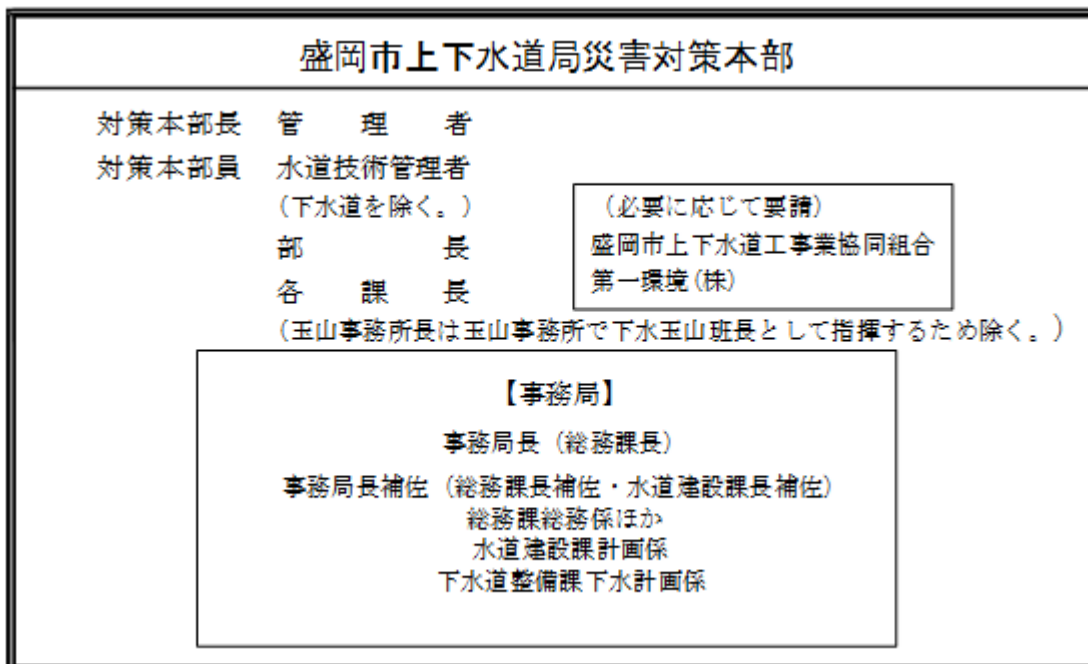 盛岡市上下水道局災害対策本部
対策本部長 管理者
対策本部員 水道技術管理者
(下水道を除く。)
部長
各課長
(必要に応じて要請)
盛岡市上下水道工事業協同組合
第一環境(株)
(玉山事務所長は玉山事務所で下水玉山班長として指揮するため除く。)
【事務局】
事務局長(総務課長)
事務局長補佐(総務課長補佐・水道建設課長補佐)
総務課総務係ほか
水道建設課計画係
下水道整備課下水計画係